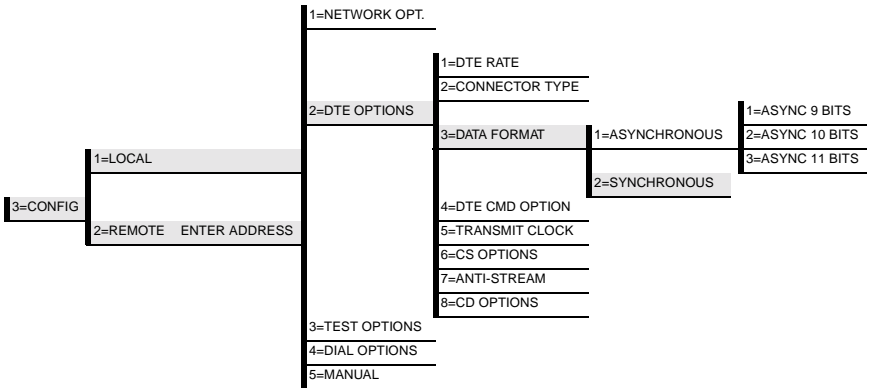 1=NETWORK OPT.
1=DTE RATE
2=CONNECTOR TYPE
2=DTE OPTIONS
1=ASYNC 9 BITS
3=DATA FORMAT
1=ASYNCHRONOUS
2=ASYNC 10 BITS
1=LOCAL
3=ASYNC 11 BITS
2=SYNCHRONOUS
3=CONFIG
4=DTE CMD OPTION
2=REMOTE ENTER ADDRESS
5=TRANSMIT CLOCK
6=CS OPTIONS
7=ANTI-STREAM
8=CD OPTIONS
3=TEST OPTIONS
4=DIAL OPTIONS
5=MANUAL